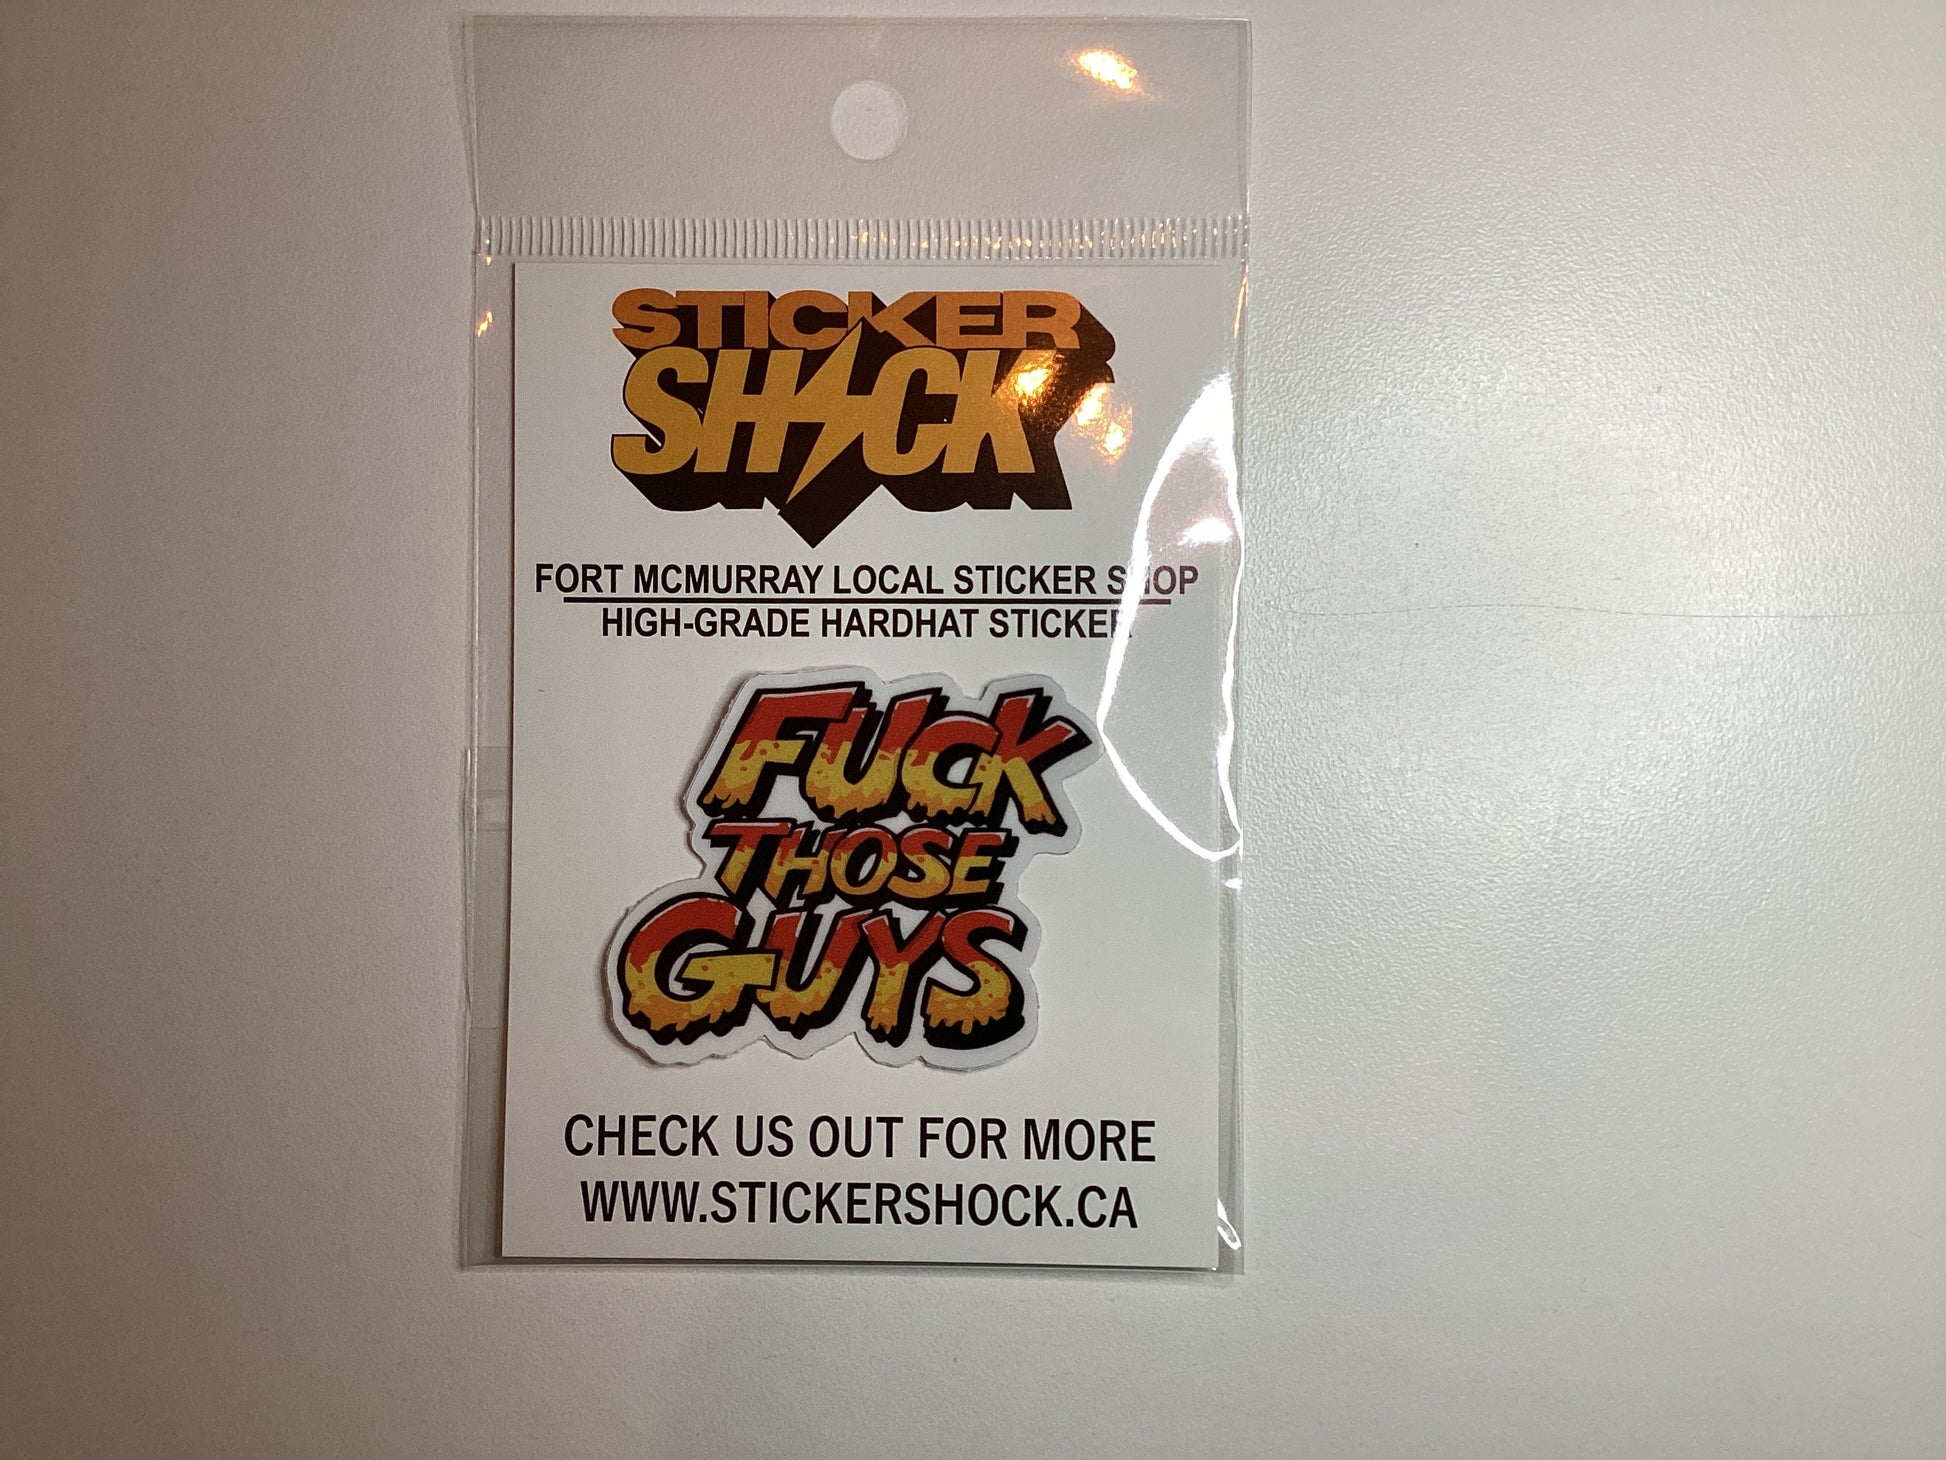 STICKER
SHOCK
FORT MCMURRAY LOCAL STICKER SHOP
HIGH-GRADE HARDHAT STICKER
FUCK
THOSE
GUYS
CHECK US OUT FOR MORE
WWW.STICKERSHOCK.CA